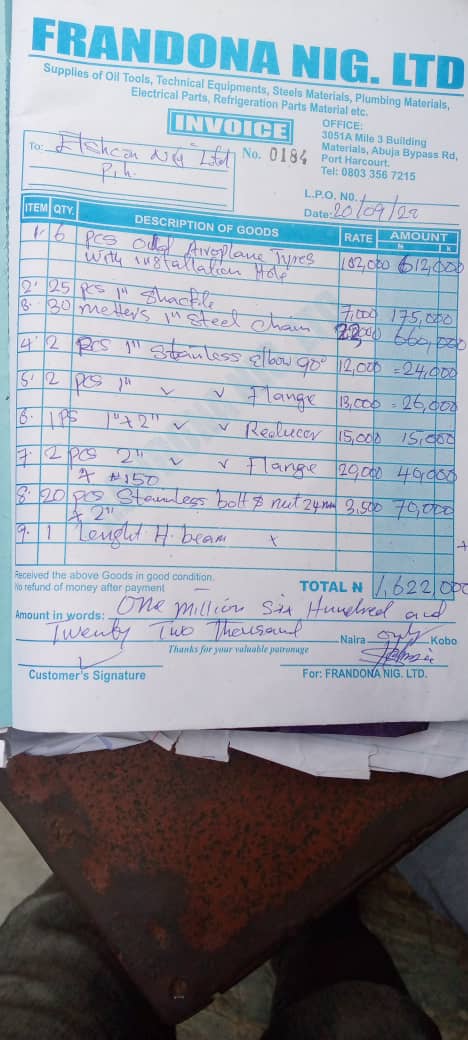 FRANDONA NIG. LTD
Supplies of Oil Tools, Technical Equipments, Steels Materials, Plumbing Materials,
Electrical Parts, Refrigeration Parts Material etc.
INVOICE
OFFICE:
3051A Mile 3 Building
Materials, Abuja Bypass Rd,
Port Harcourt.
Tel: 0803 356 7215
To: Nig Ltd
P.h.
No. 0184
L.P.O. NO.
Date: 20/09/22
ITEM QTY. DESCRIPTION OF GOODS RATE AMOUNT
N K
1. 6 Pcs Aroplane Tyres
with installation Hole 102,000 612,000
2. 25 pcs 1" Shackle 7,000 175,000
3. 30 metters 1" Steel Chain 22,000 660,000
4. 2 pcs 1" Stainless elbow 90° 12,000 = 24,000
5. 2 pcs 1" ✓ ✓ Flange 13,000 = 26,000
6. 1 Ps 1" x 2" ✓ ✓ Reducer 15,000 15,000
7. 2 pcs 2" ✓ ✓ Flange 20,000 40,000
x #150
8. 20 pcs Stainless bolt & nut 24mm 3,500 70,000
x 2"
9. 1 Lenght H. beam x +
Received the above Goods in good condition.
No refund of money after payment
TOTAL N 1,622,000
Amount in words: One million Six Hundred and
Twenty Two Thousand Naira only Kobo
Thanks for your valuable patronage
Customer's Signature
For: FRANDONA NIG. LTD.